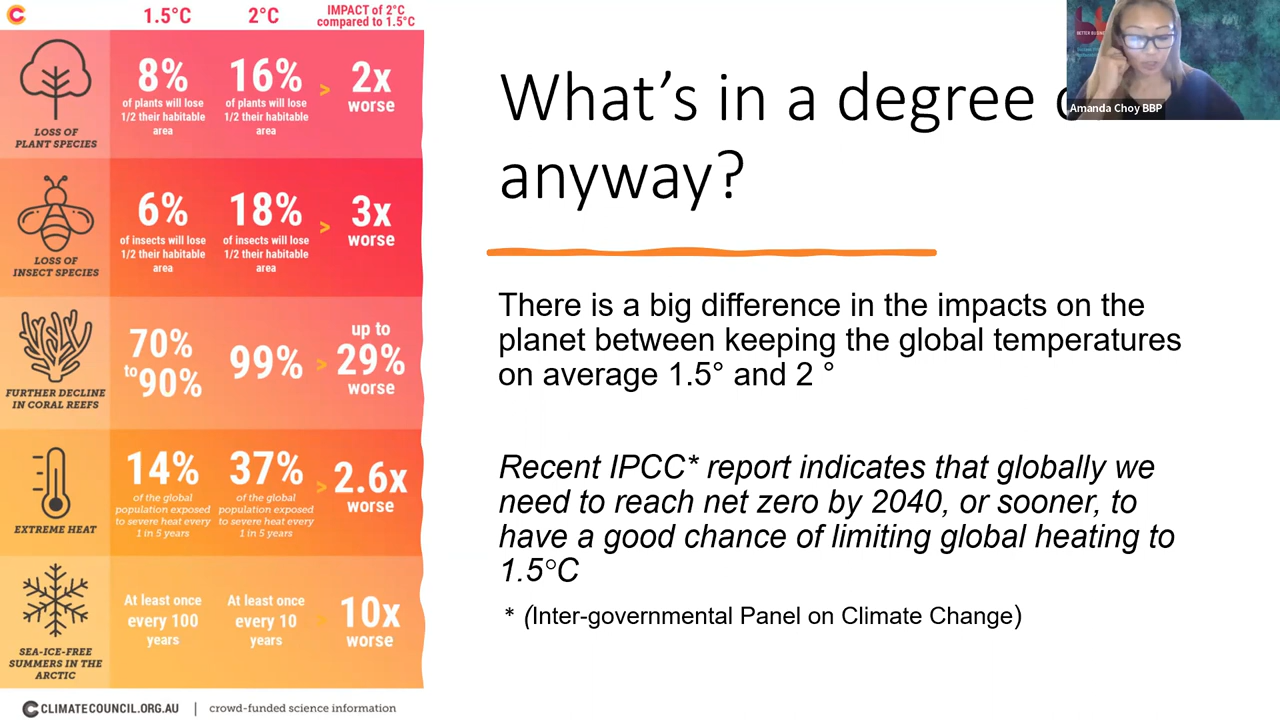 1.5°C
2°C
IMPACT of 2°C
compared to 1.5°C
LOSS OF
PLANT SPECIES
8%
of plants will lose
1/2 their habitable
area
16%
of plants will lose
1/2 their habitable
area
>
2x
worse
LOSS OF
INSECT SPECIES
6%
of insects will lose
1/2 their habitable
area
18%
of insects will lose
1/2 their habitable
area
>
3x
worse
FURTHER DECLINE
IN CORAL REEFS
70%
to 90%
99%
>
up to
29%
worse
EXTREME HEAT
14%
of the global
population exposed
to severe heat every
1 in 5 years
37%
of the global
population exposed
to severe heat every
1 in 5 years
>
2.6x
worse
SEA-ICE-FREE
SUMMERS IN THE
ARCTIC
At least once
every 100
years
At least once
every 10
years
>
10x
worse
CLIMATECOUNCIL.ORG.AU | crowd-funded science information
What's in a degree
anyway?
There is a big difference in the impacts on the
planet between keeping the global temperatures
on average 1.5° and 2 °
Recent IPCC* report indicates that globally we
need to reach net zero by 2040, or sooner, to
have a good chance of limiting global heating to
1.5°C
* (Inter-governmental Panel on Climate Change)
Amanda Choy BBP